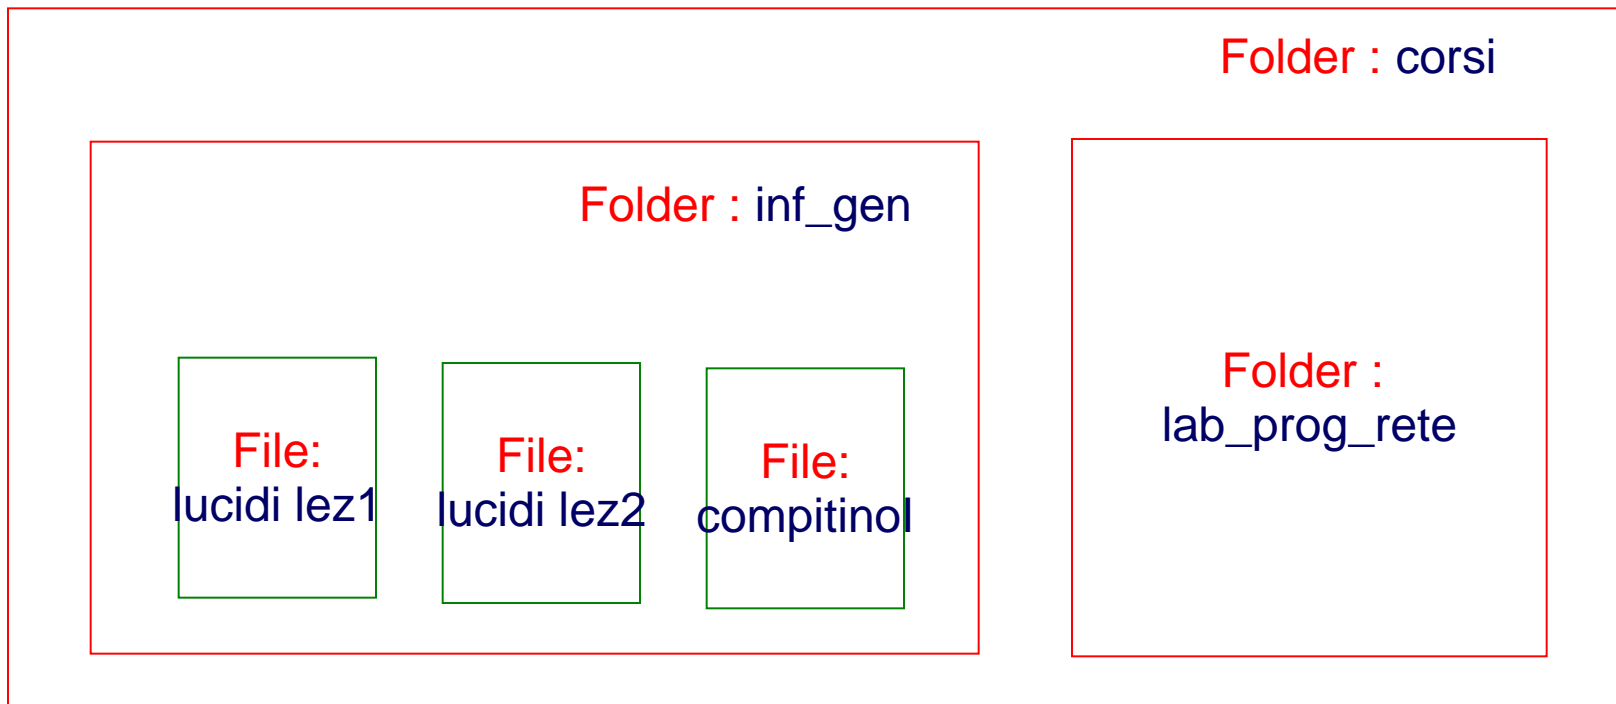 Folder : corsi
Folder : inf_gen
File:
lucidi lez1
File:
lucidi lez2
File:
compitinoI
Folder :
lab_prog_rete